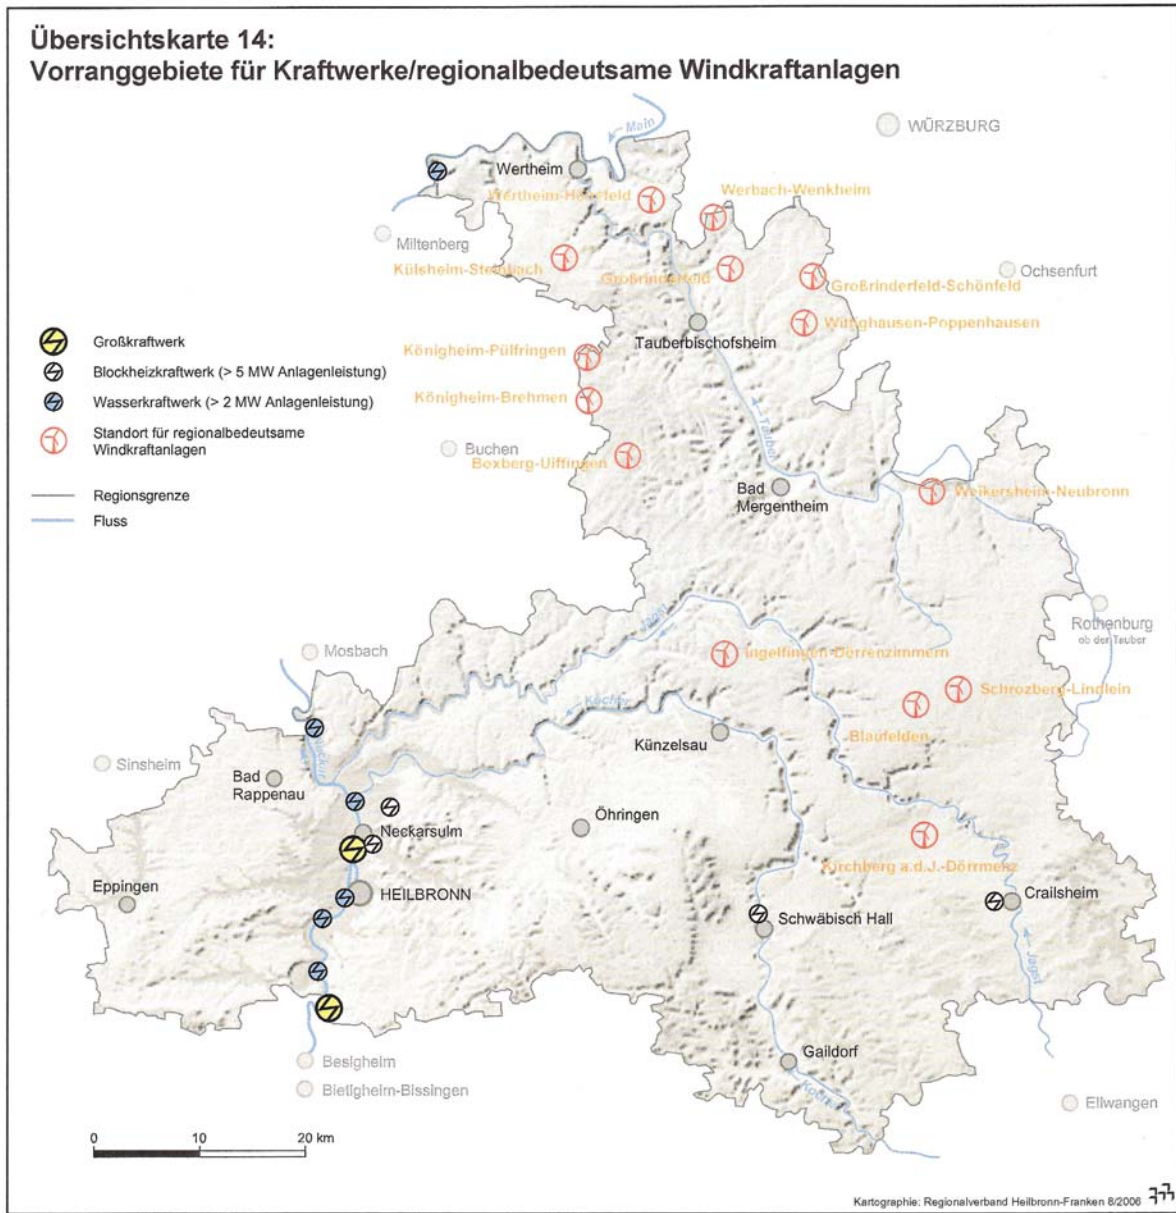 Übersichtskarte 14:
Vorranggebiete für Kraftwerke/regionalbedeutsame Windkraftanlagen
Main
WÜRZBURG
Wertheim
Wertheim-Höhefeld
Werbach-Wenkheim
Miltenberg
Külsheim-Steinbach
Großrinderfeld
Ochsenfurt
Großrinderfeld-Schönfeld
Großkraftwerk
Tauberbischofsheim
Wittighausen-Poppenhausen
Königheim-Pülfringen
Blockheizkraftwerk (> 5 MW Anlagenleistung)
Wasserkraftwerk (> 2 MW Anlagenleistung)
Königheim-Brehmen
Standort für regionalbedeutsame
Windkraftanlagen
Tauber
Buchen
Boxberg-Uiffingen
Regionsgrenze
Fluss
Bad
Mergentheim
Weikersheim-Neubronn
Rothenburg
ob der Tauber
Jagst
Mosbach
Ingelfingen-Dörrenzimmern
Schrozberg-Lindlein
Kocher
Blaufelden
Künzelsau
Neckar
Sinsheim
Bad
Rappenau
Neckarsulm
Öhringen
Kirchberg a.d.J.-Dörrmenz
Eppingen
HEILBRONN
Crailsheim
Schwäbisch Hall
Jagst
Besigheim
Gaildorf
Bietigheim-Bissingen
Kocher
Ellwangen
0 10 20 km
Kartographie: Regionalverband Heilbronn-Franken 8/2006